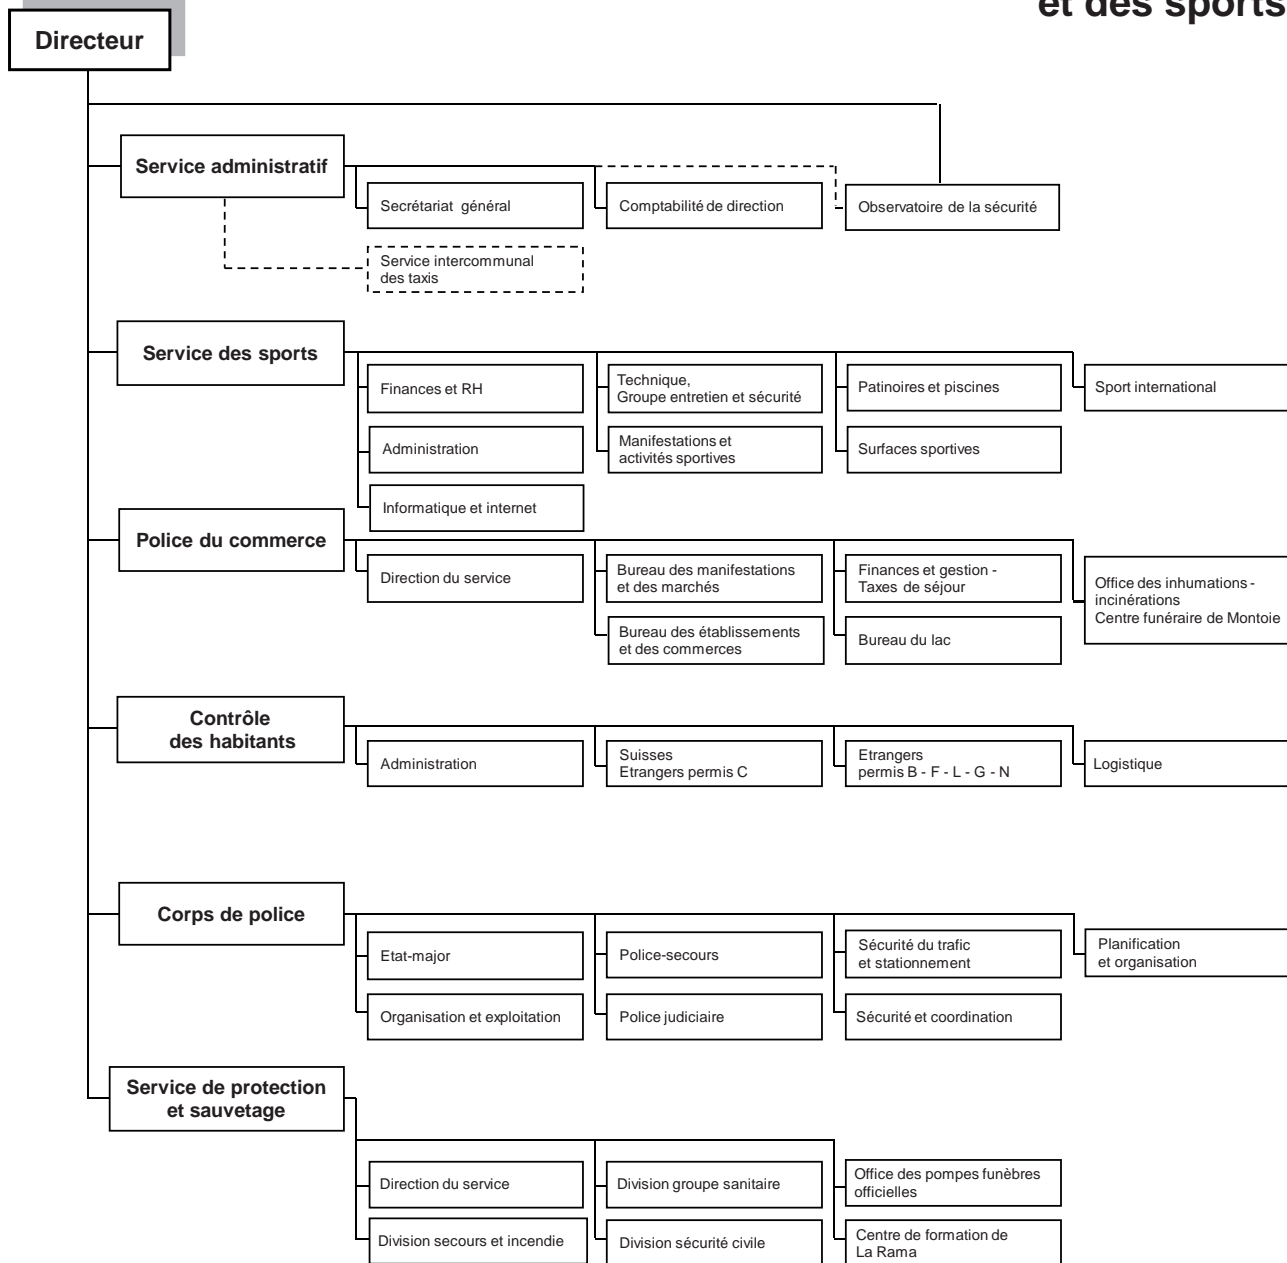 et des sports
Directeur
Service administratif
Secrétariat général
Comptabilité de direction
Observatoire de la sécurité
Service intercommunal
des taxis
Service des sports
Finances et RH
Technique,
Groupe entretien et sécurité
Patinoires et piscines
Sport international
Administration
Manifestations et
activités sportives
Surfaces sportives
Informatique et internet
Police du commerce
Direction du service
Bureau des manifestations
et des marchés
Finances et gestion -
Taxes de séjour
Office des inhumations -
incinérations
Centre funéraire de Montoie
Bureau des établissements
et des commerces
Bureau du lac
Contrôle
des habitants
Administration
Suisses
Etrangers permis C
Etrangers
permis B - F - L - G - N
Logistique
Corps de police
Etat-major
Police-secours
Sécurité du trafic
et stationnement
Planification
et organisation
Organisation et exploitation
Police judiciaire
Sécurité et coordination
Service de protection
et sauvetage
Direction du service
Division groupe sanitaire
Office des pompes funèbres
officielles
Division secours et incendie
Division sécurité civile
Centre de formation de
La Rama